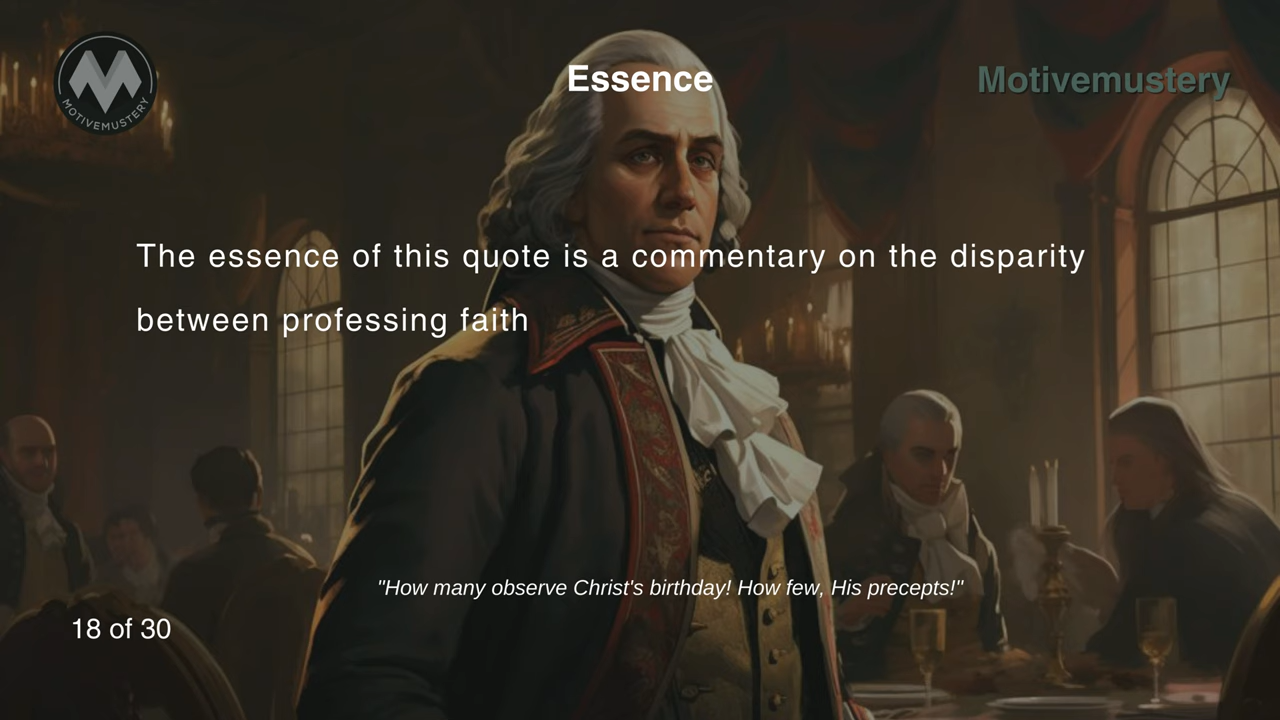 MOTIVEMUSTERY
Essence
Motivemustery
The essence of this quote is a commentary on the disparity
between professing faith
"How many observe Christ's birthday! How few, His precepts!"
18 of 30